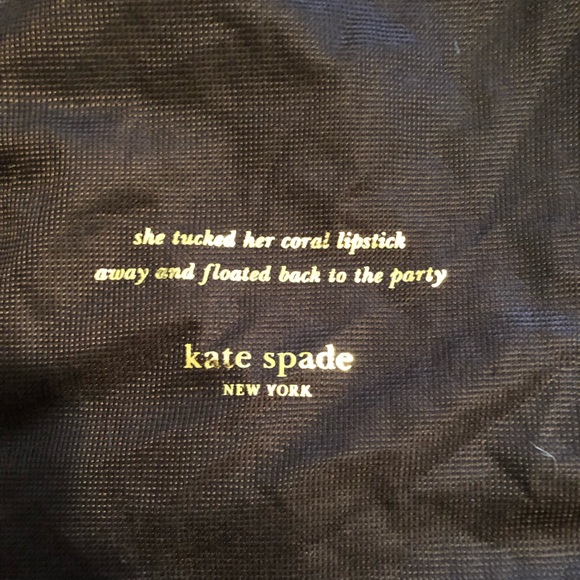 she tucked her coral lipstick
away and floated back to the party
kate spade
NEW YORK